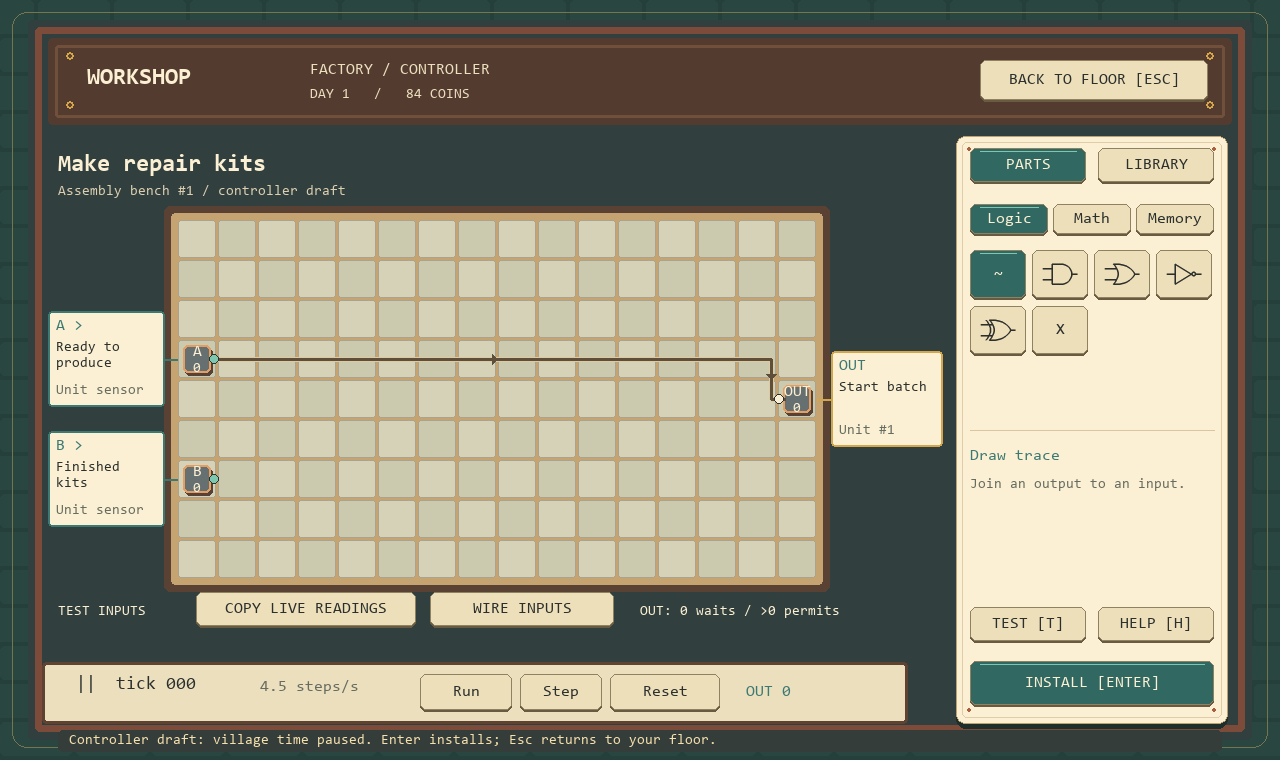 WORKSHOP
FACTORY / CONTROLLER
DAY 1 / 84 COINS
BACK TO FLOOR [ESC]
Make repair kits
Assembly bench #1 / controller draft
PARTS
LIBRARY
Logic
Math
Memory
~
X
A >
Ready to
produce
Unit sensor
A
0
B >
Finished
kits
Unit sensor
B
0
OUT
0
OUT
Start batch
Unit #1
Draw trace
Join an output to an input.
TEST INPUTS
COPY LIVE READINGS
WIRE INPUTS
OUT: 0 waits / >0 permits
TEST [T]
HELP [H]
INSTALL [ENTER]
|| tick 000
4.5 steps/s
Run
Step
Reset
OUT 0
Controller draft: village time paused. Enter installs; Esc returns to your floor.